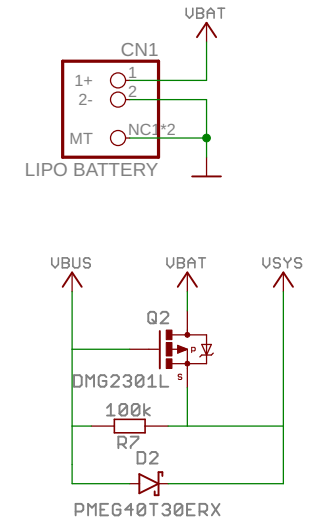 VBAT
CN1
1+ 1
2- 2
MT NC1*2
LIPO BATTERY
VBUS VBAT VSYS
Q2
P
DMG2301L S
100k
R7
D2
PMEG40T30ERX